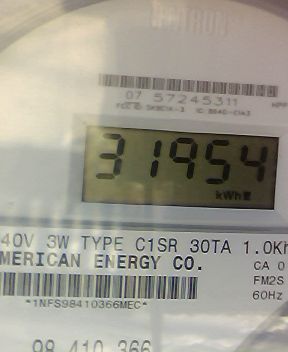 07 57245311
31954
kWh
40V 3W TYPE C1SR 30TA 1.0Kh
MERICAN ENERGY CO.
CA 0
FM2S
60Hz
*1NFS98410366MEC*
98 410 366